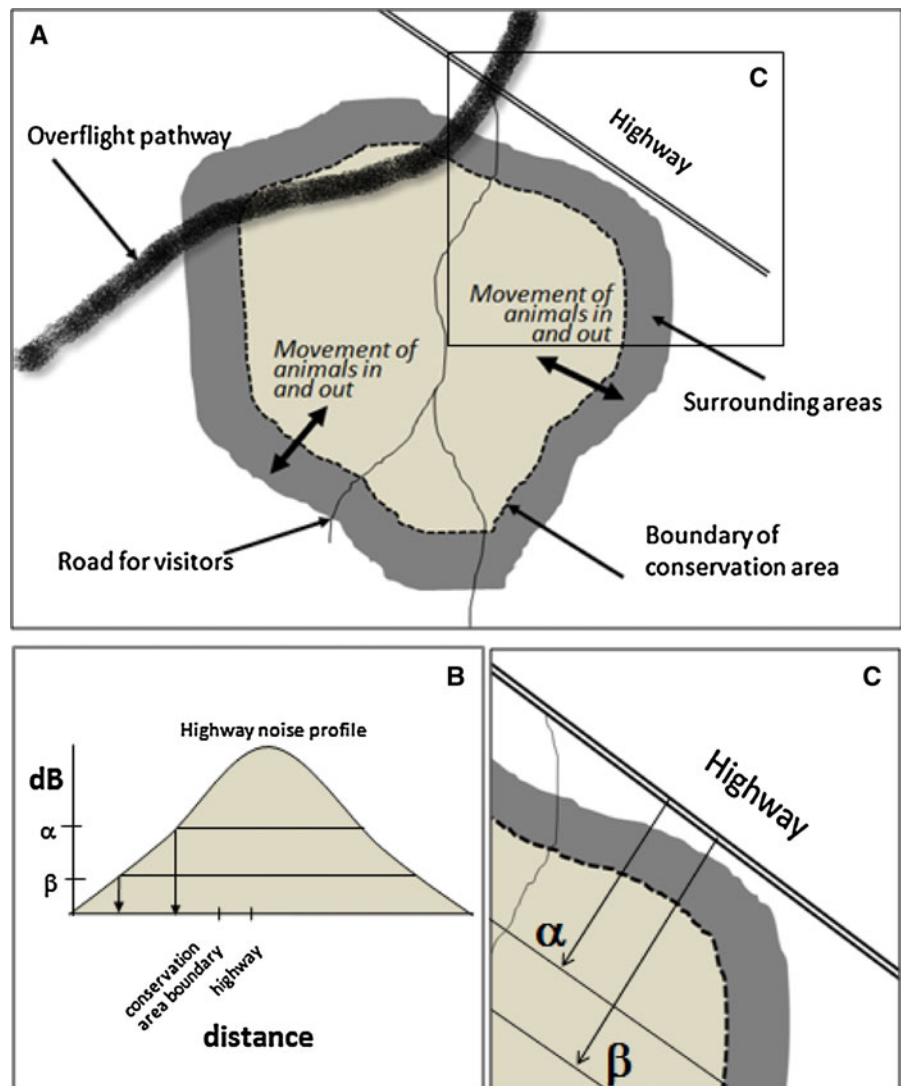 A
C
Overflight pathway
Highway
Movement of
animals in
and out
Movement of
animals in
and out
Surrounding areas
Road for visitors
Boundary of
conservation area
B
Highway noise profile
dB
α
β
conservation
area boundary
highway
distance
C
Highway
α
β